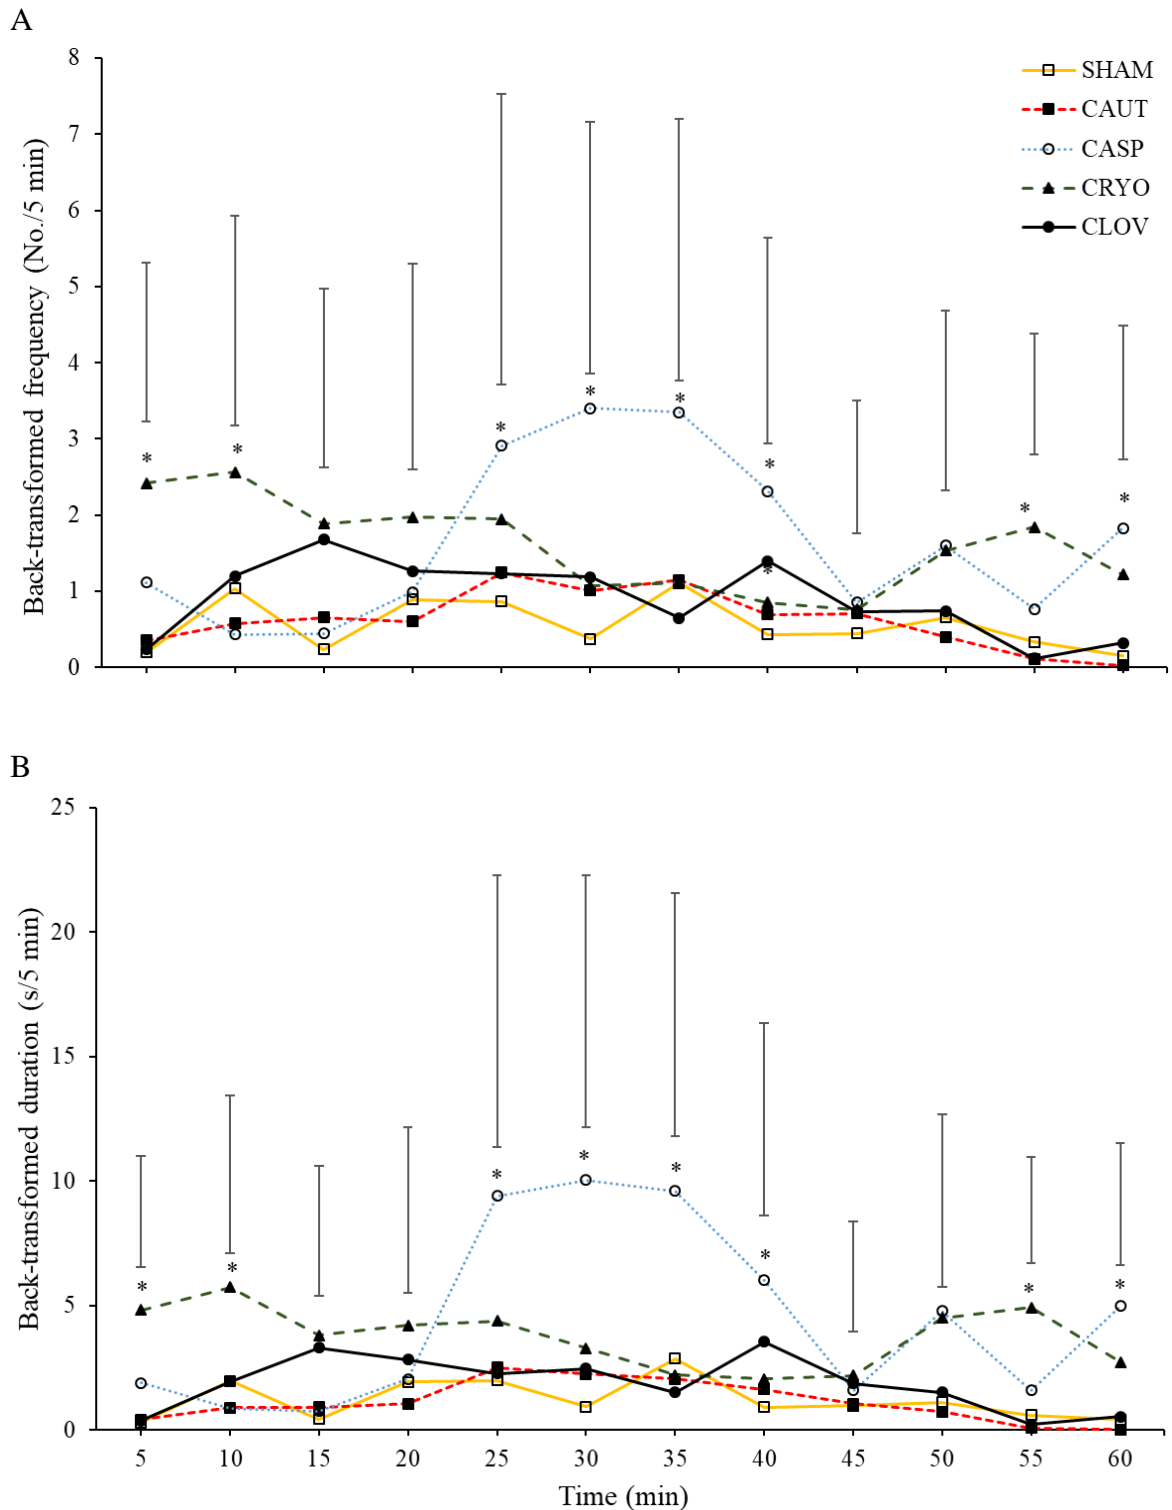 A
Back-transformed frequency (No./5 min)
8
7
6
5
4
3
2
1
0
SHAM
CAUT
CASP
CRYO
CLOV
* * * * * * * * * *
B
Back-transformed duration (s/5 min)
25
20
15
10
5
0
* * * * * * * *
5 10 15 20 25 30 35 40 45 50 55 60
Time (min)